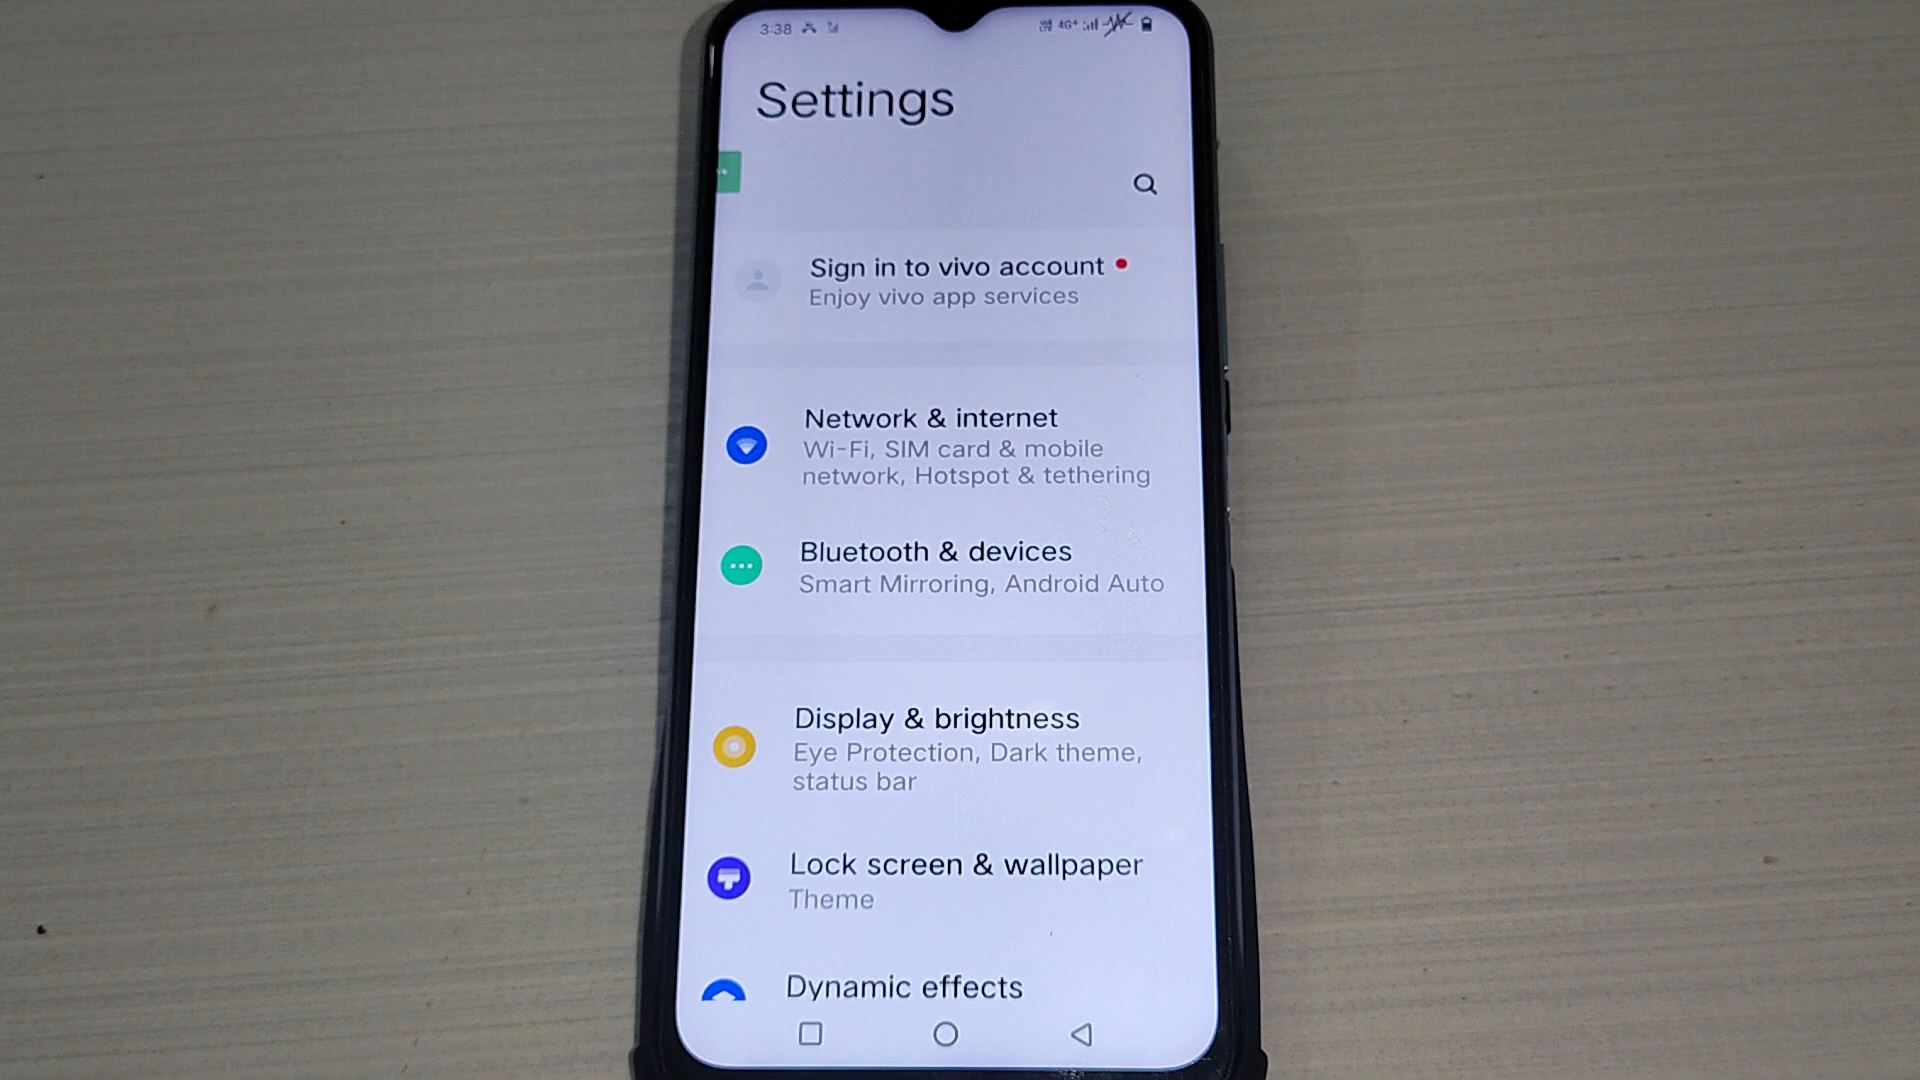 3:38
4G+
Settings
Sign in to vivo account
Enjoy vivo app services
Network & internet
Wi-Fi, SIM card & mobile
network, Hotspot & tethering
Bluetooth & devices
Smart Mirroring, Android Auto
Display & brightness
Eye Protection, Dark theme,
status bar
Lock screen & wallpaper
Theme
Dynamic effects